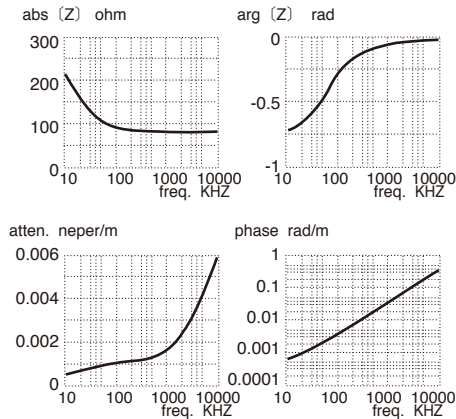 abs〔Z〕 ohm
300
200
100
0
10 100 1000 10000
freq. KHZ
arg〔Z〕 rad
0
-0.5
-1
10 100 1000 10000
freq. KHZ
atten. neper/m
0.006
0.004
0.002
0
10 100 1000 10000
freq. KHZ
phase rad/m
1
0.1
0.01
0.001
0.0001
10 100 1000 10000
freq. KHZ